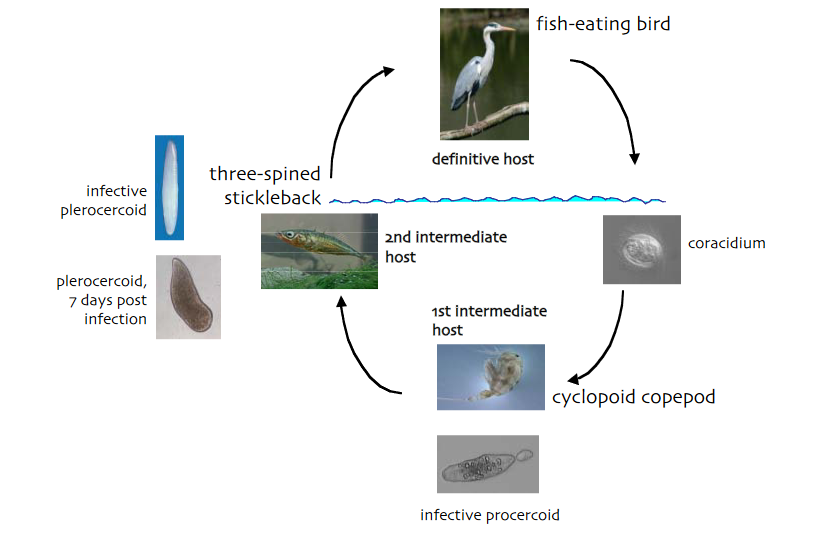 fish-eating bird
definitive host
three-spined
stickleback
infective
plerocercoid
2nd intermediate
host
coracidium
plerocercoid,
7 days post
infection
1st intermediate
host
cyclopoid copepod
infective procercoid